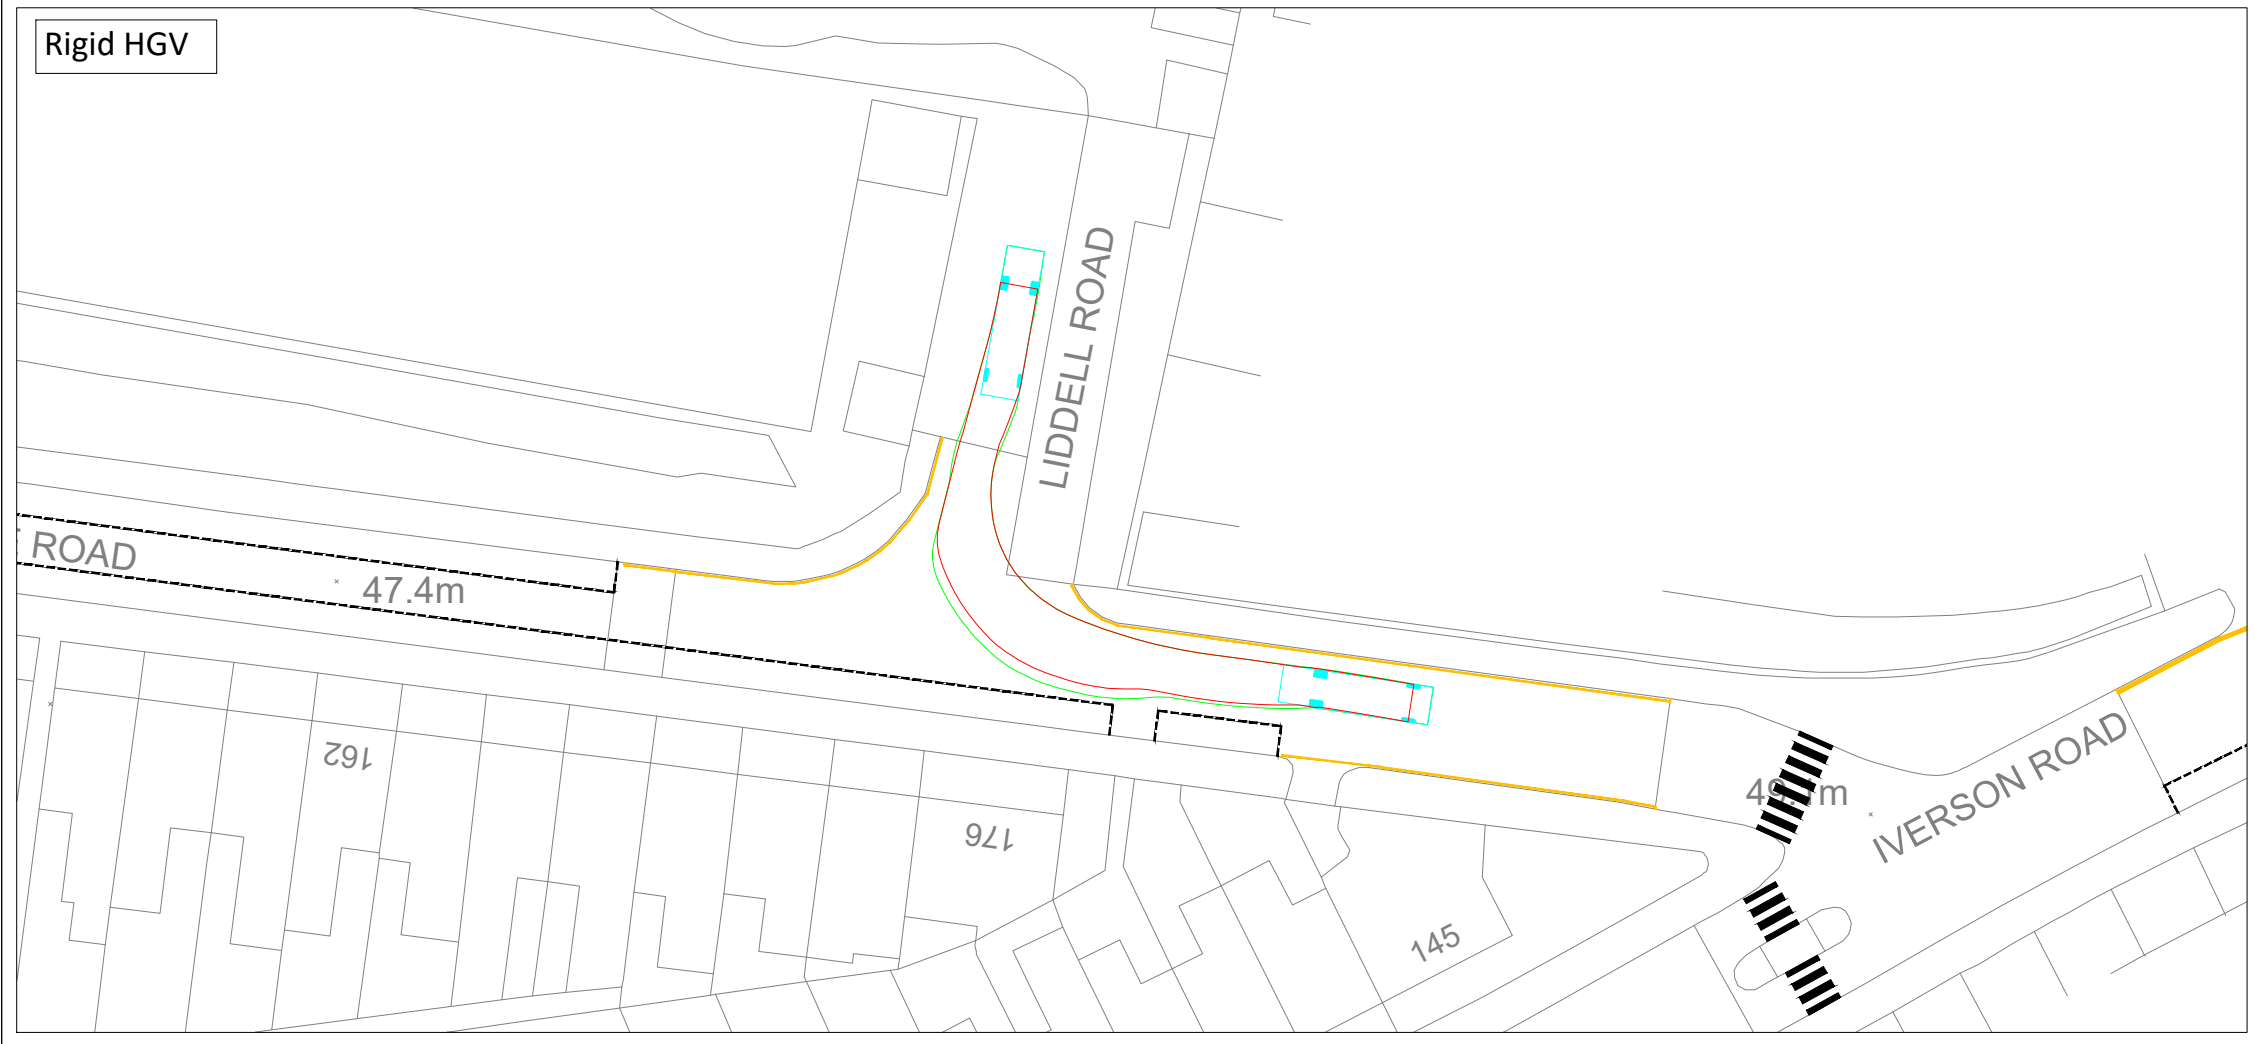 Rigid HGV
LIDDELL ROAD
ROAD
47.4m
162
176
145
IVERSON ROAD